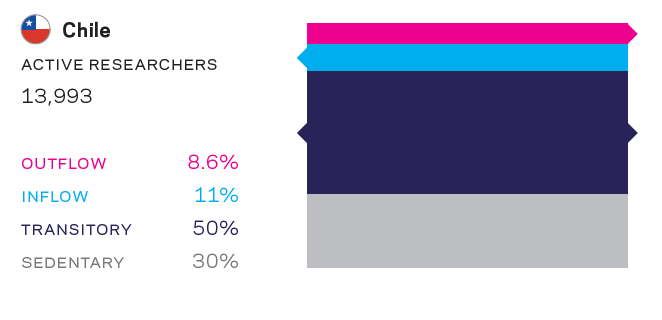 Chile
ACTIVE RESEARCHERS
13,993
OUTFLOW 8.6%
INFLOW 11%
TRANSITORY 50%
SEDENTARY 30%